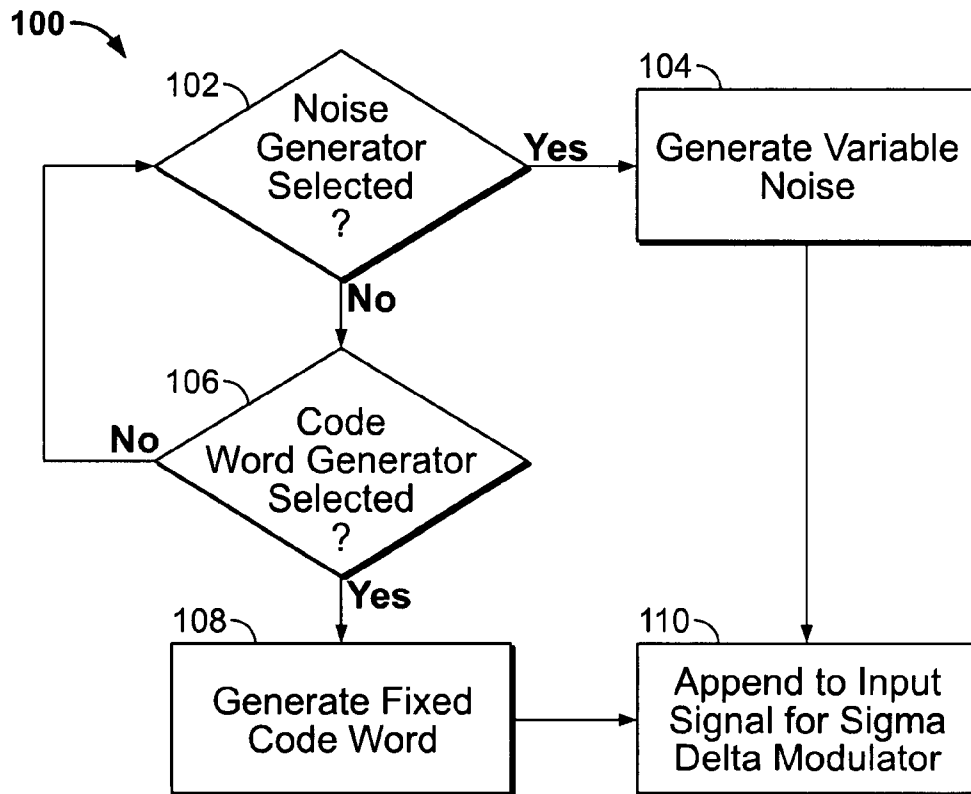 100
102
Noise
Generator
Selected
?
Yes
104
Generate Variable
Noise
No
106
Code
Word Generator
Selected
?
No
Yes
108
Generate Fixed
Code Word
110
Append to Input
Signal for Sigma
Delta Modulator